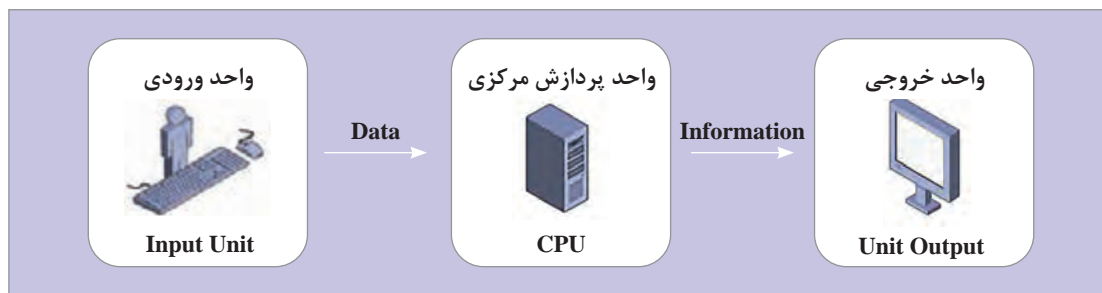 واحد ورودی
Input Unit
Data
واحد پردازش مرکزی
CPU
Information
واحد خروجی
Unit Output